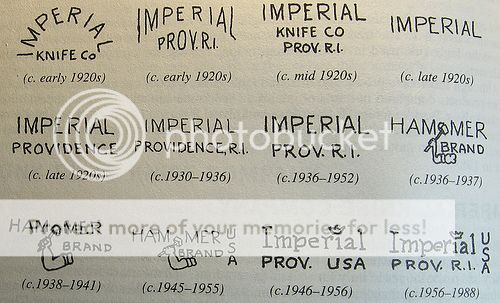 IMPERIAL
KNIFE CO
(c. early 1920s)
IMPERIAL
PROV. R.I.
(c. early 1920s)
IMPERIAL
KNIFE CO
PROV. R.I.
(c. mid 1920s)
IMPERIAL
(c. late 1920s)
IMPERIAL
PROVIDENCE
(c. late 1920s)
IMPERIAL
PROVIDENCE, R.I.
(c.1930–1936)
IMPERIAL
PROV. R.I.
(c.1936–1952)
HAMMER
BRAND
(c.1936–1937)
HAMMER
BRAND
(c.1938–1941)
HAMMER
BRAND
USA
(c.1945–1955)
Imperial
PROV. USA
(c.1946–1956)
Imperial
PROV. R.I.
USA
(c.1956–1988)
photobucket
more of your memories for less!